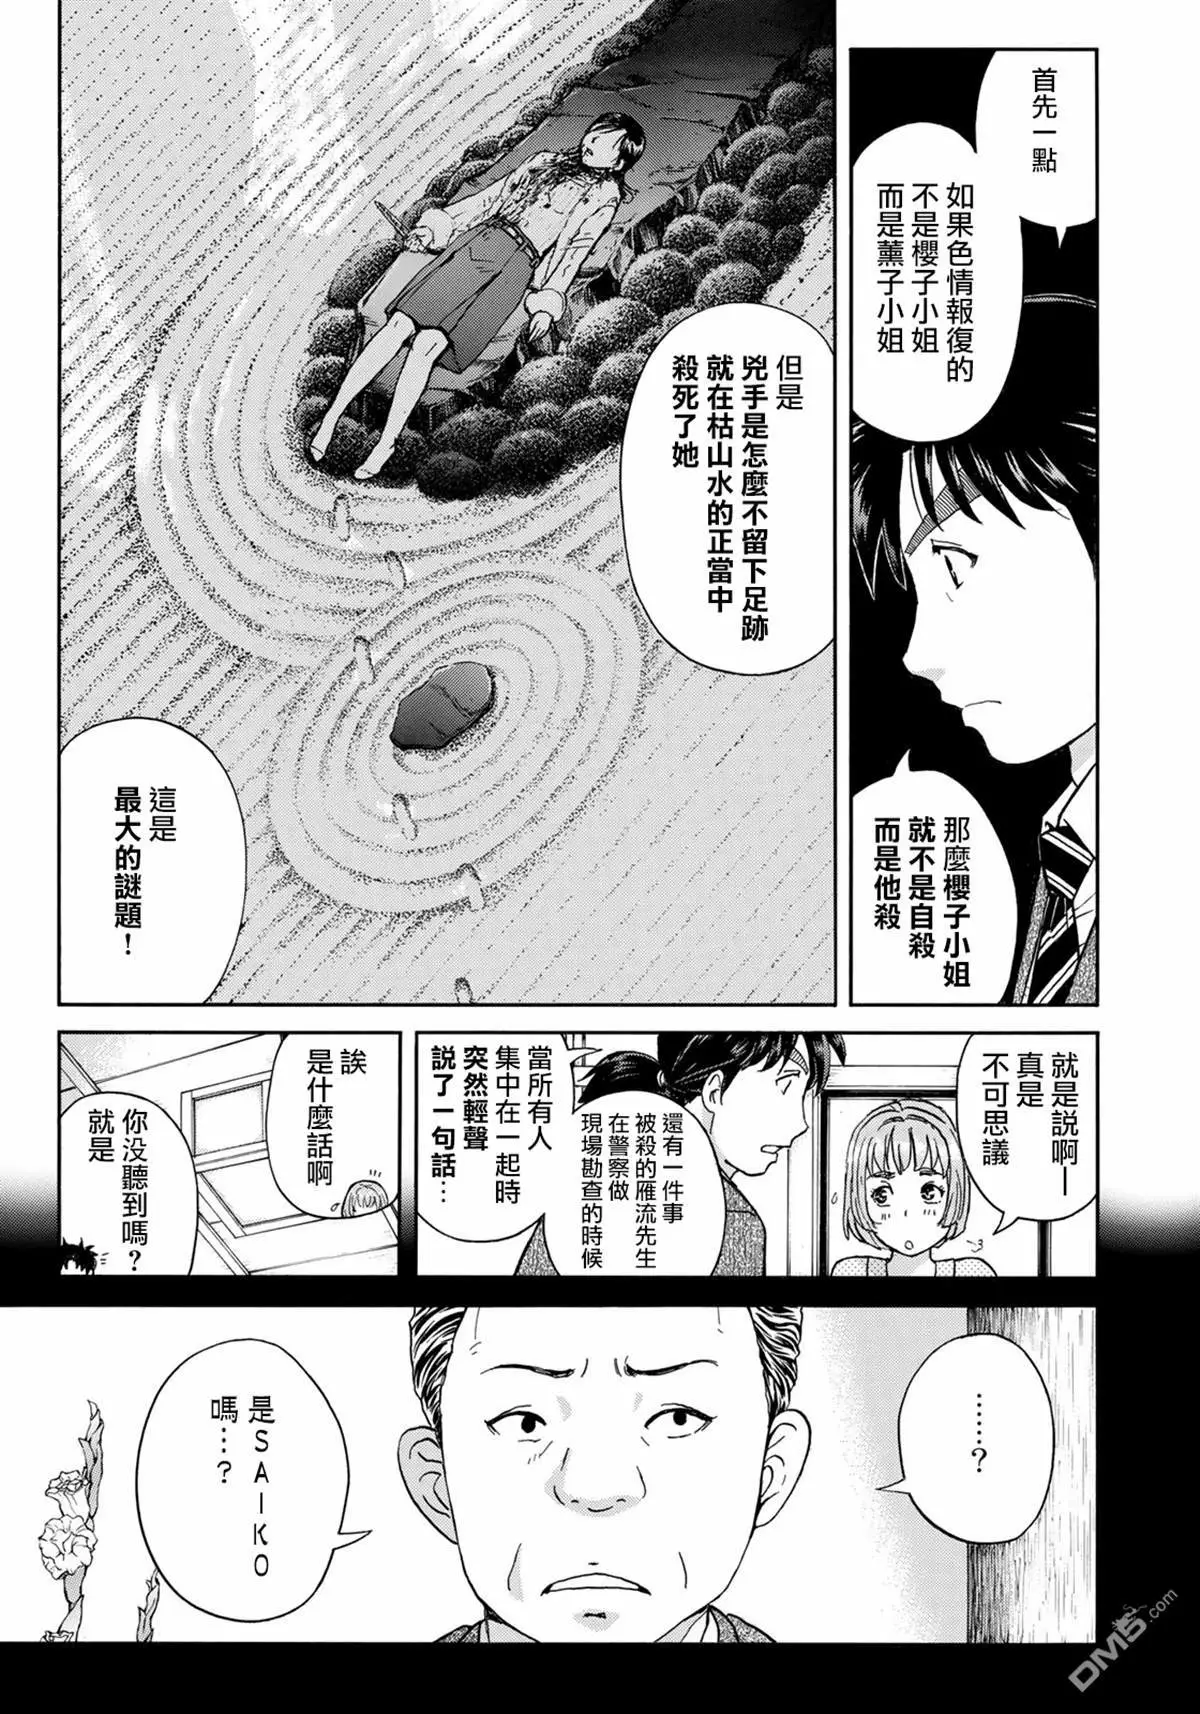 首先一點
如果色情報復的
不是櫻子小姐
而是薰子小姐
那麼櫻子小姐
就不是自殺
而是他殺
但是
兇手是怎麼不留下足跡
就在枯山水的正當中
殺死了她
這是
最大的謎題！
就是説啊ー
真是
不可思議
還有一件事
被殺的雁流先生
在警察做
現場勘查的時候
當所有人
集中在一起時
突然輕聲
説了一句話…
誒
是什麼話啊
你没聽到嗎？
就是
…？
是SAIKO
嗎…？
DM5.com